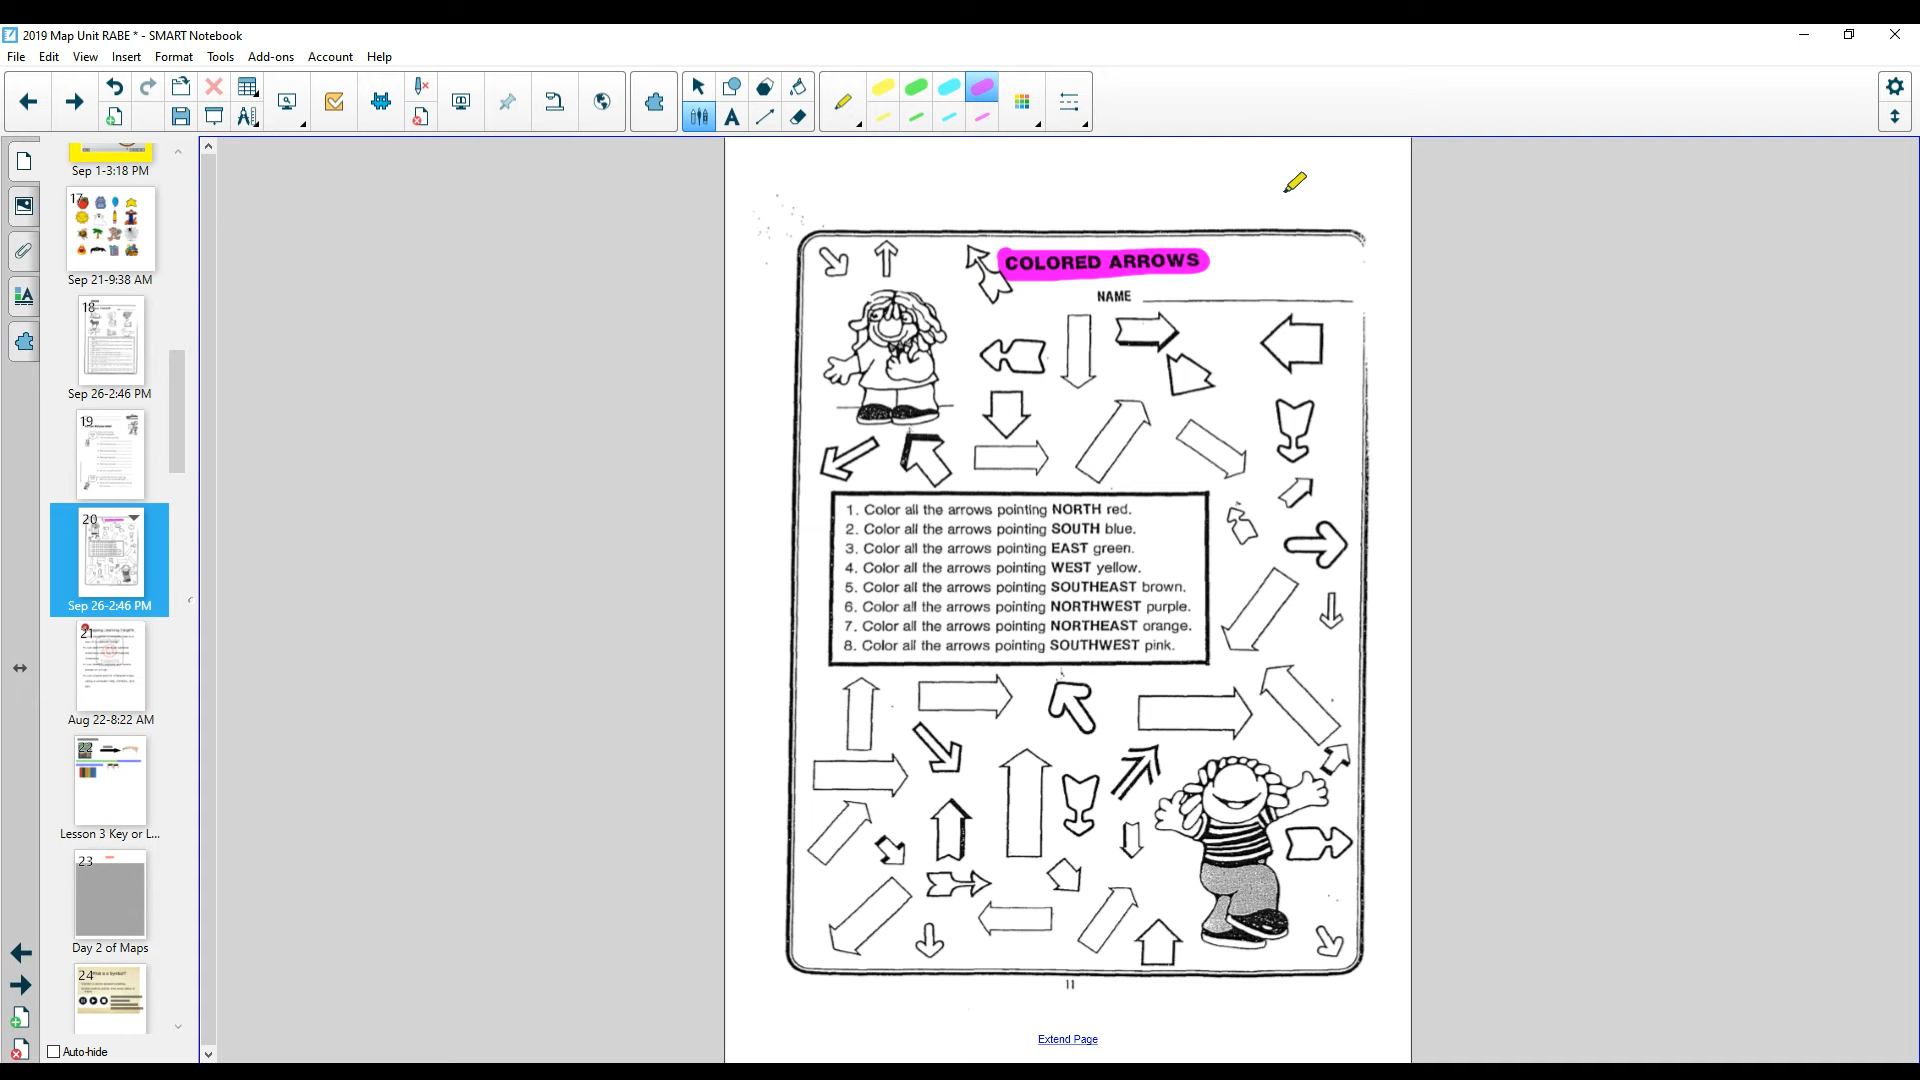 2019 Map Unit RABE * - SMART Notebook
File Edit View Insert Format Tools Add-ons Account Help
Sep 1-3:18 PM
17
Sep 21-9:38 AM
18
Sep 26-2:46 PM
19
20
Sep 26-2:46 PM
21
Aug 22-8:22 AM
22
Lesson 3 Key or L...
23
Day 2 of Maps
24
Auto-hide
COLORED ARROWS
NAME
1. Color all the arrows pointing NORTH red.
2. Color all the arrows pointing SOUTH blue.
3. Color all the arrows pointing EAST green.
4. Color all the arrows pointing WEST yellow.
5. Color all the arrows pointing SOUTHEAST brown.
6. Color all the arrows pointing NORTHWEST purple.
7. Color all the arrows pointing NORTHEAST orange.
8. Color all the arrows pointing SOUTHWEST pink.
11
Extend Page